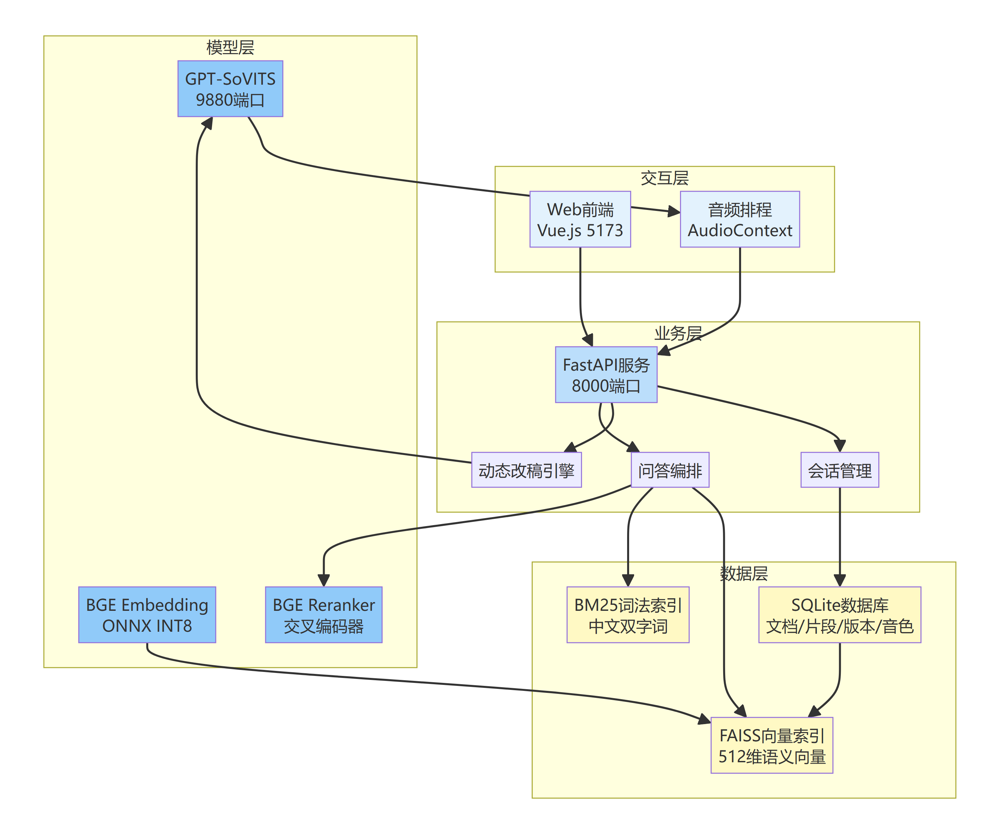 模型层
GPT-SoVITS
9880端口
交互层
Web前端
Vue.js 5173
音频排程
AudioContext
业务层
FastAPI服务
8000端口
动态改稿引擎
问答编排
会话管理
数据层
BGE Embedding
ONNX INT8
BGE Reranker
交叉编码器
BM25词法索引
中文双字词
SQLite数据库
文档/片段/版本/音色
FAISS向量索引
512维语义向量